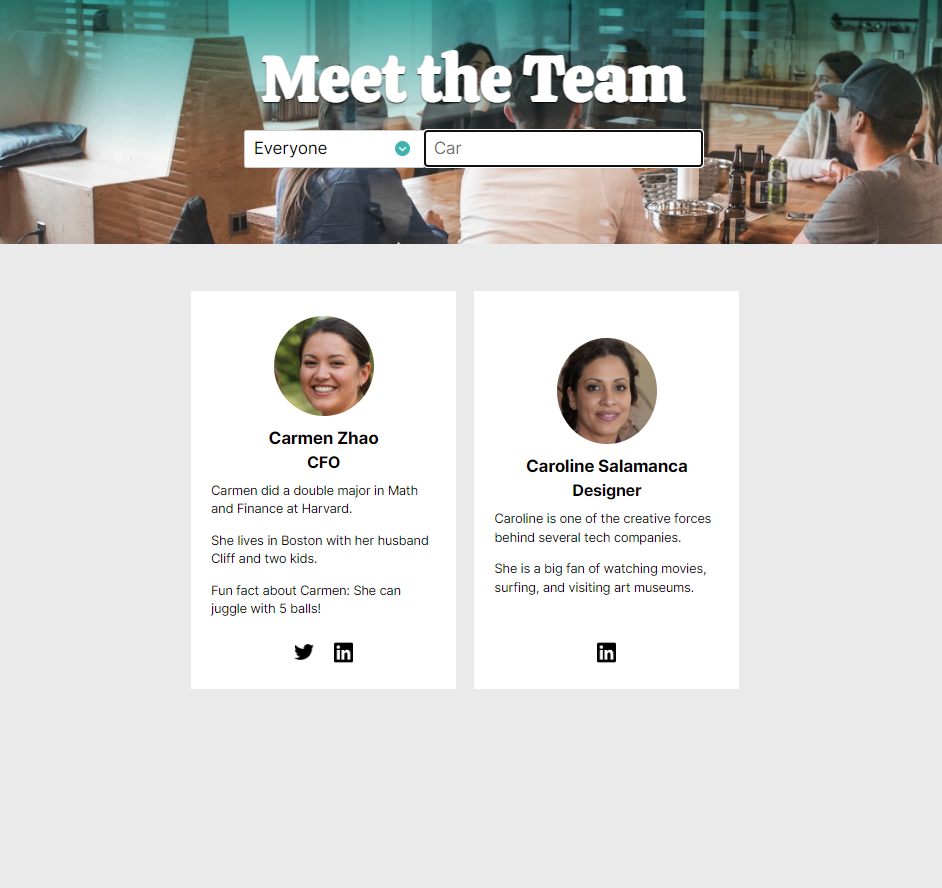 Meet the Team
Everyone
Car
Carmen Zhao
CFO
Carmen did a double major in Math
and Finance at Harvard.
She lives in Boston with her husband
Cliff and two kids.
Fun fact about Carmen: She can
juggle with 5 balls!
Caroline Salamanca
Designer
Caroline is one of the creative forces
behind several tech companies.
She is a big fan of watching movies,
surfing, and visiting art museums.
in
in